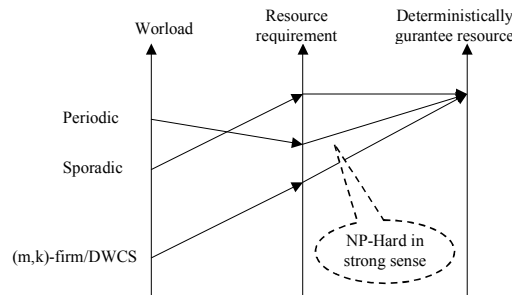 Worload
Resource
requirement
Deterministically
gurantee resource
Periodic
Sporadic
(m,k)-firm/DWCS
NP-Hard in
strong sense